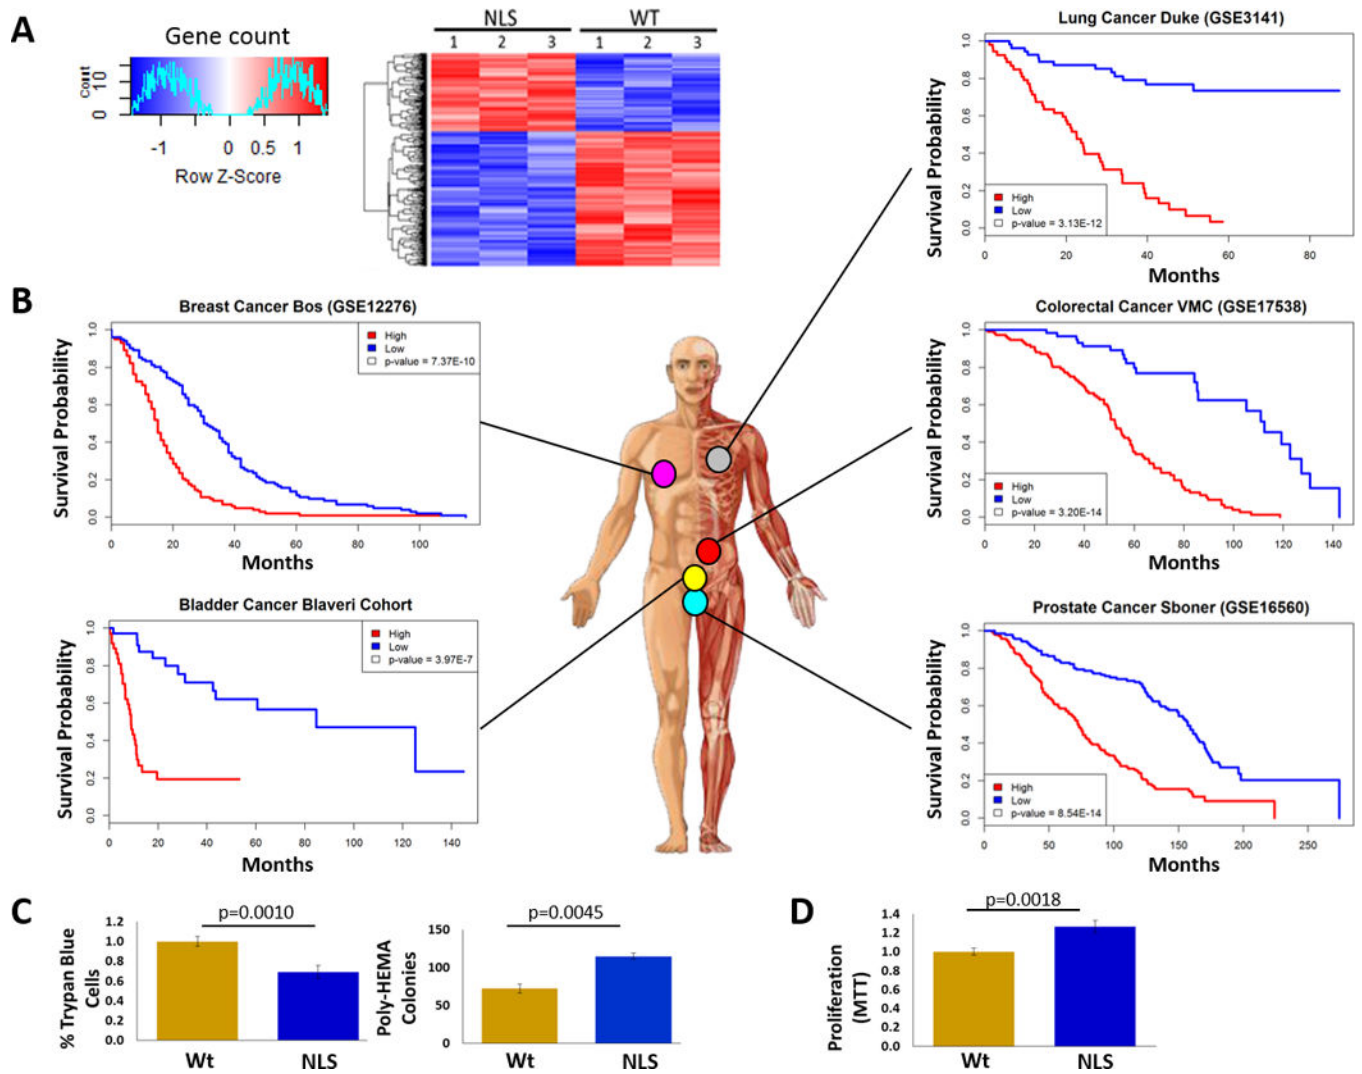 A
Gene count
Count
10
0
-1 0 0.5 1
Row Z-Score
NLS WT
1 2 3 1 2 3
Lung Cancer Duke (GSE3141)
Survival Probability
1.0
0.8
0.6
0.4
0.2
0.0
High
Low
p-value = 3.13E-12
0 20 40 60 80
Months
B
Breast Cancer Bos (GSE12276)
Survival Probability
1.0
0.8
0.6
0.4
0.2
0.0
High
Low
p-value = 7.37E-10
0 20 40 60 80 100
Months
Colorectal Cancer VMC (GSE17538)
Survival Probability
1.0
0.8
0.6
0.4
0.2
0.0
High
Low
p-value = 3.20E-14
0 20 40 60 80 100 120 140
Months
Bladder Cancer Blaveri Cohort
Survival Probability
1.0
0.8
0.6
0.4
0.2
0.0
High
Low
p-value = 3.97E-7
0 20 40 60 80 100 120 140
Months
Prostate Cancer Sboner (GSE16560)
Survival Probability
1.0
0.8
0.6
0.4
0.2
0.0
High
Low
p-value = 8.54E-14
0 50 100 150 200 250
Months
C
% Trypan Blue
Cells
1.2
1.0
0.8
0.6
0.4
0.2
0.0
p=0.0010
Wt NLS
Poly-HEMA
Colonies
150
100
50
0
p=0.0045
Wt NLS
D
Proliferation
(MTT)
1.4
1.2
1.0
0.8
0.6
0.4
0.2
0.0
p=0.0018
Wt NLS